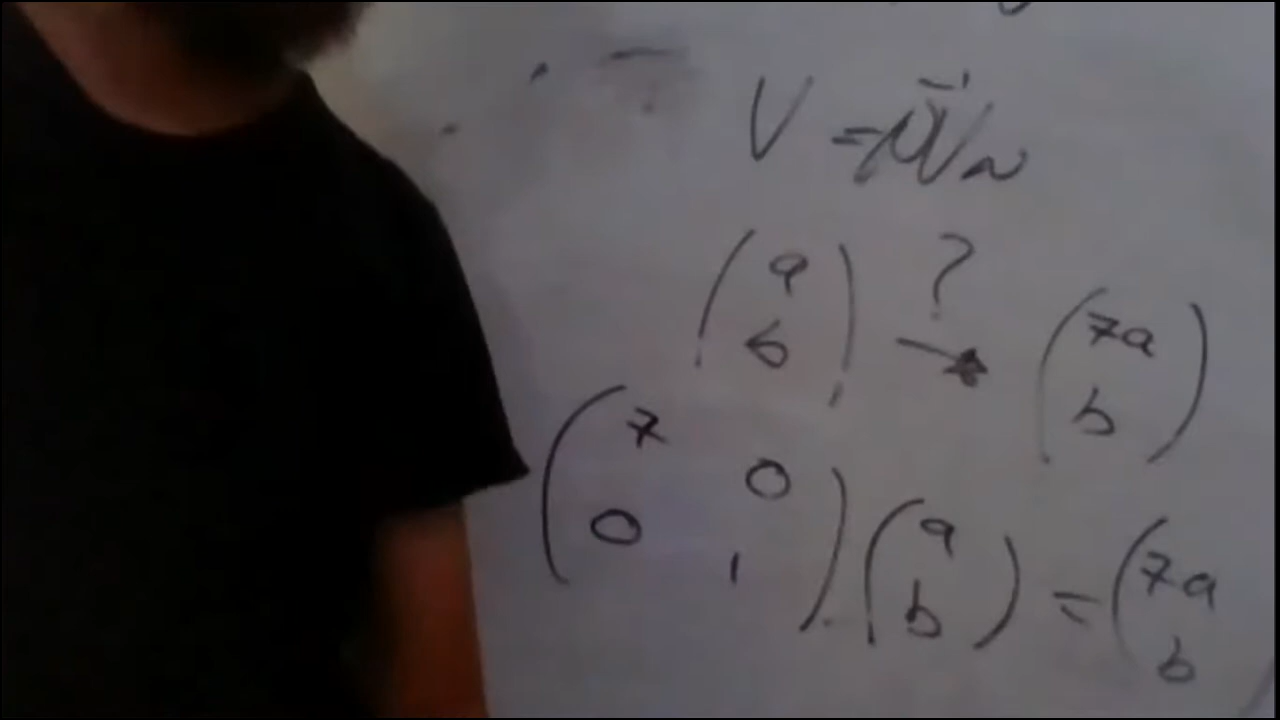 ( a b ) ? → ( 7a b )
( 7 0 0 1 ) ( a b ) = ( 7a b )